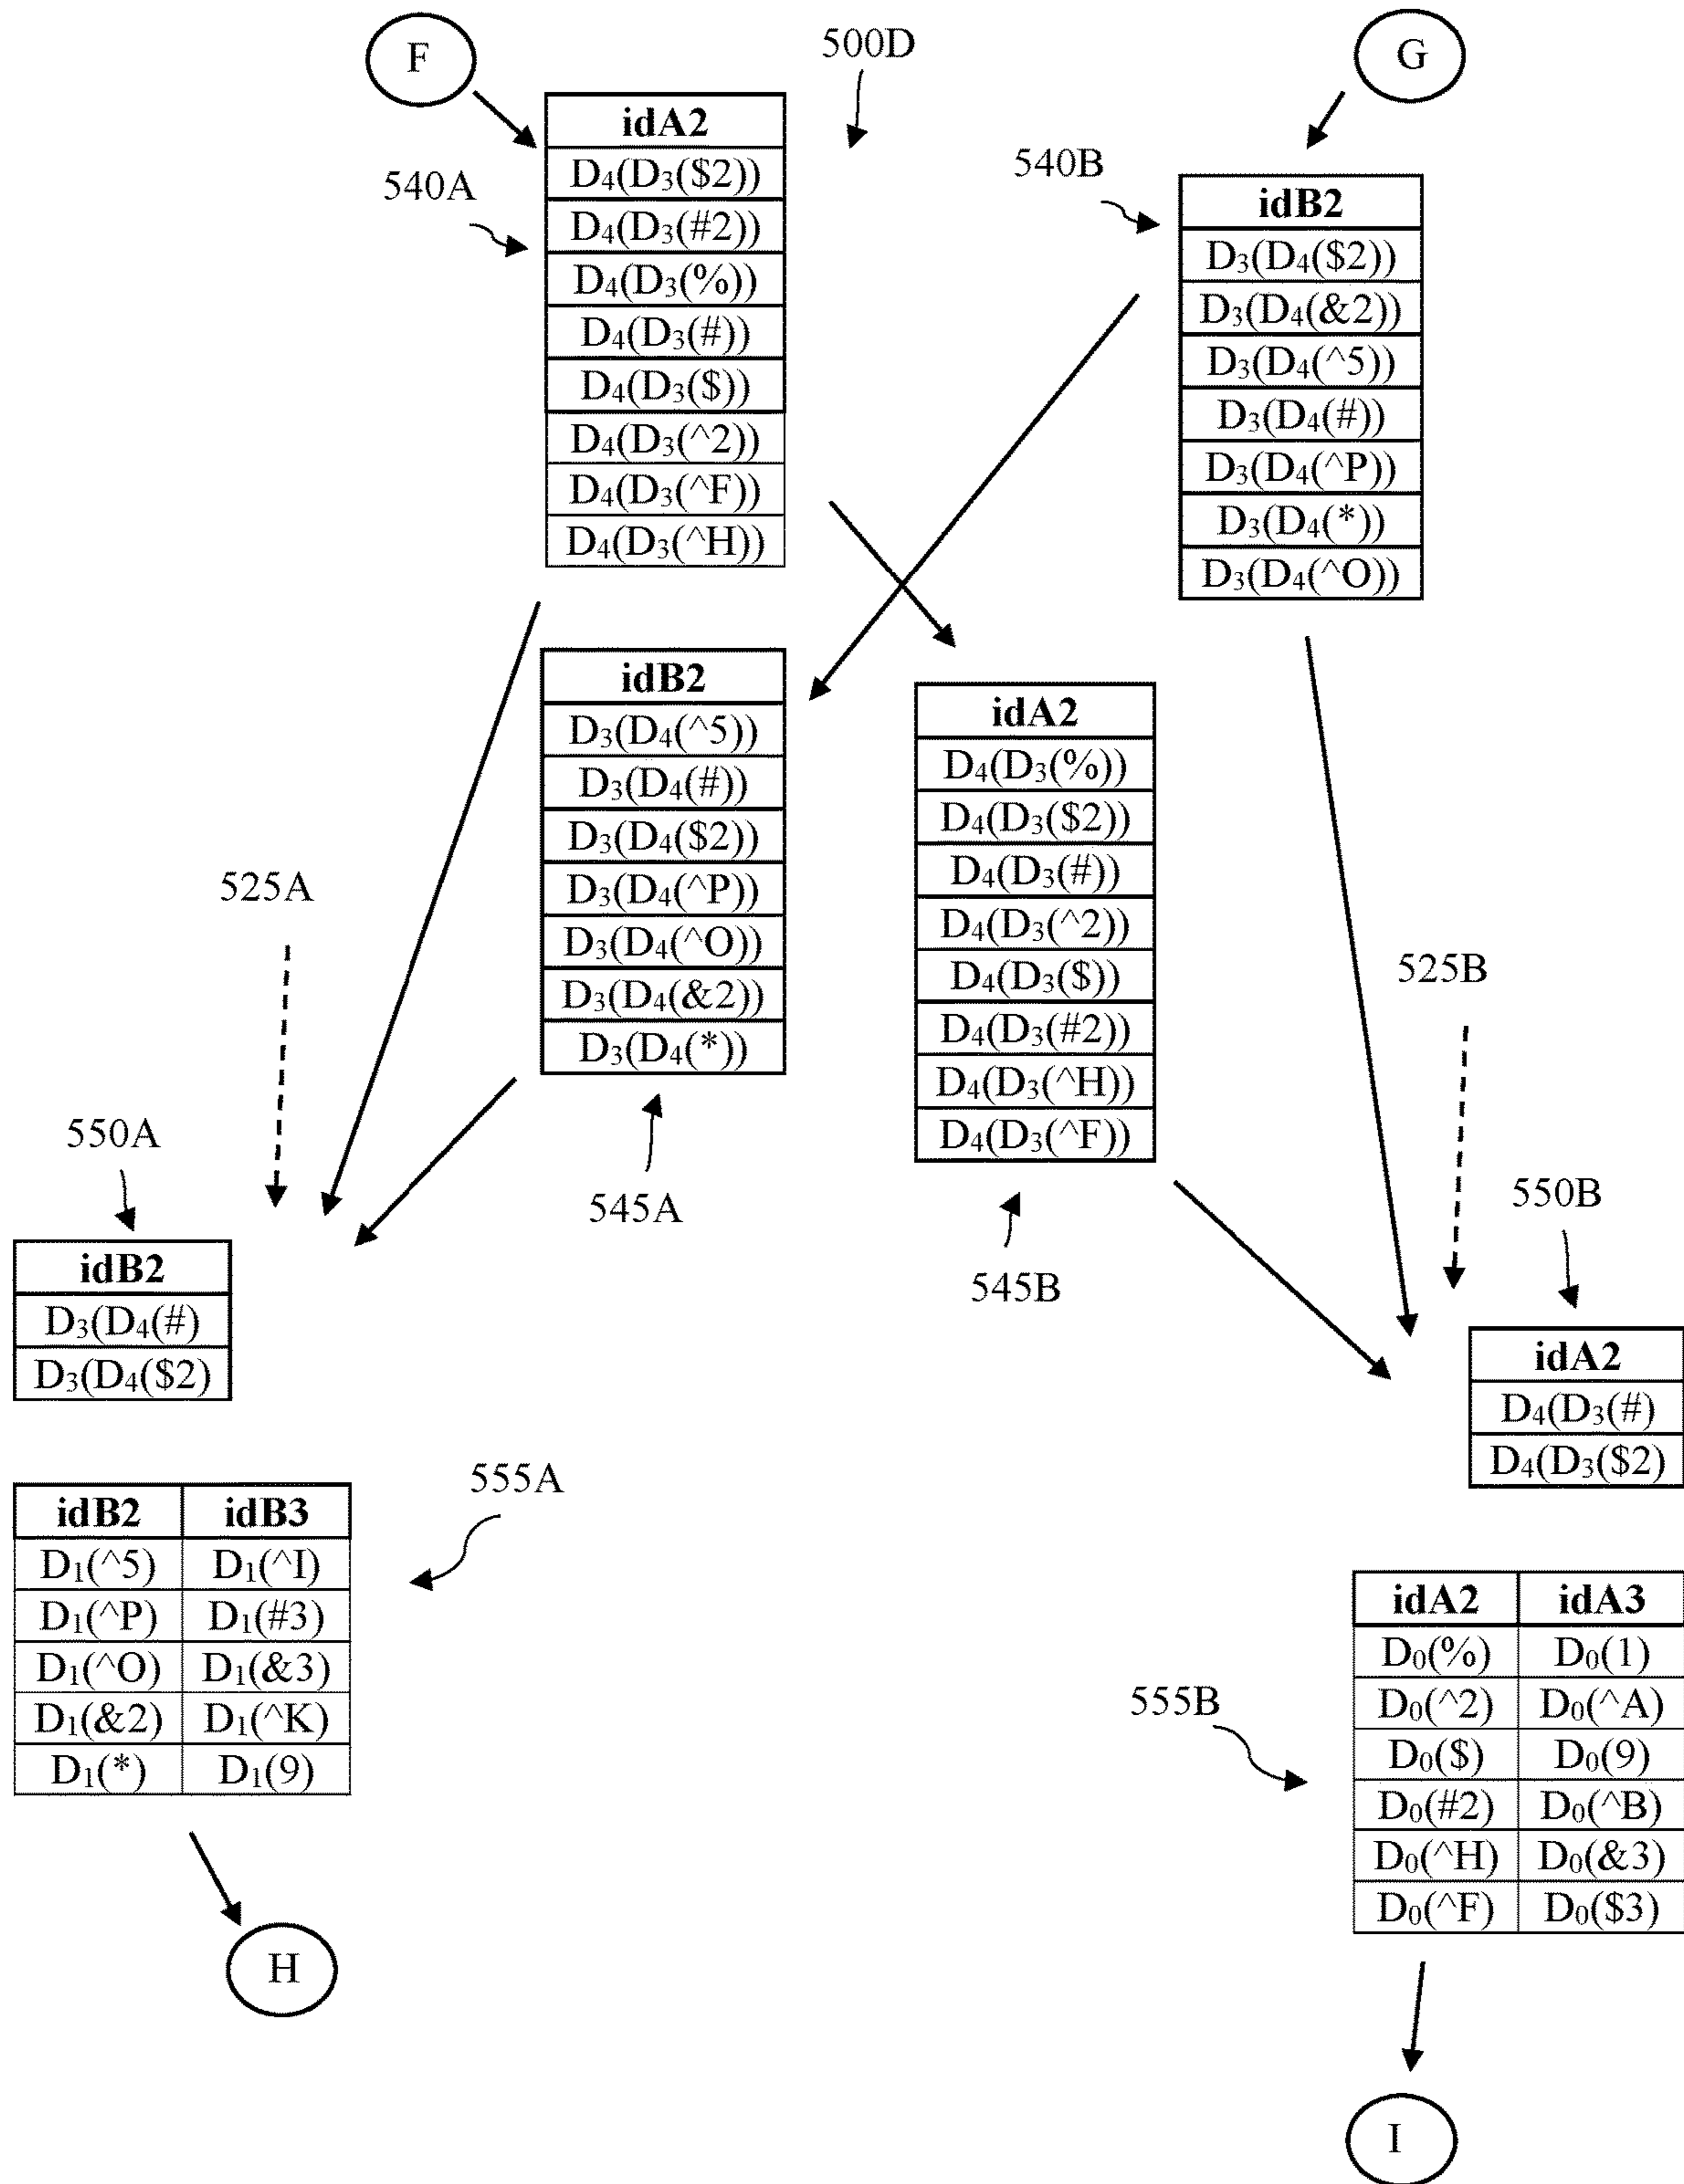 F
500D
G
idA2
D₄(D₃($2))
D₄(D₃(#2))
D₄(D₃(%))
D₄(D₃(#))
D₄(D₃($))
D₄(D₃(^2))
D₄(D₃(^F))
D₄(D₃(^H))
540A
540B
idB2
D₃(D₄($2))
D₃(D₄(&2))
D₃(D₄(^5))
D₃(D₄(#))
D₃(D₄(^P))
D₃(D₄(*))
D₃(D₄(^O))
idB2
D₃(D₄(^5))
D₃(D₄(#))
D₃(D₄($2))
D₃(D₄(^P))
D₃(D₄(^O))
D₃(D₄(&2))
D₃(D₄(*))
545A
idA2
D₄(D₃(%))
D₄(D₃($2))
D₄(D₃(#))
D₄(D₃(^2))
D₄(D₃($))
D₄(D₃(#2))
D₄(D₃(^H))
D₄(D₃(^F))
545B
525A
525B
550A
idB2
D₃(D₄(#)
D₃(D₄($2)
550B
idA2
D₄(D₃(#)
D₄(D₃($2)
555A
idB2 idB3
D₁(^5) D₁(^I)
D₁(^P) D₁(#3)
D₁(^O) D₁(&3)
D₁(&2) D₁(^K)
D₁(*) D₁(9)
H
555B
idA2 idA3
D₀(%) D₀(1)
D₀(^2) D₀(^A)
D₀($) D₀(9)
D₀(#2) D₀(^B)
D₀(^H) D₀(&3)
D₀(^F) D₀($3)
I